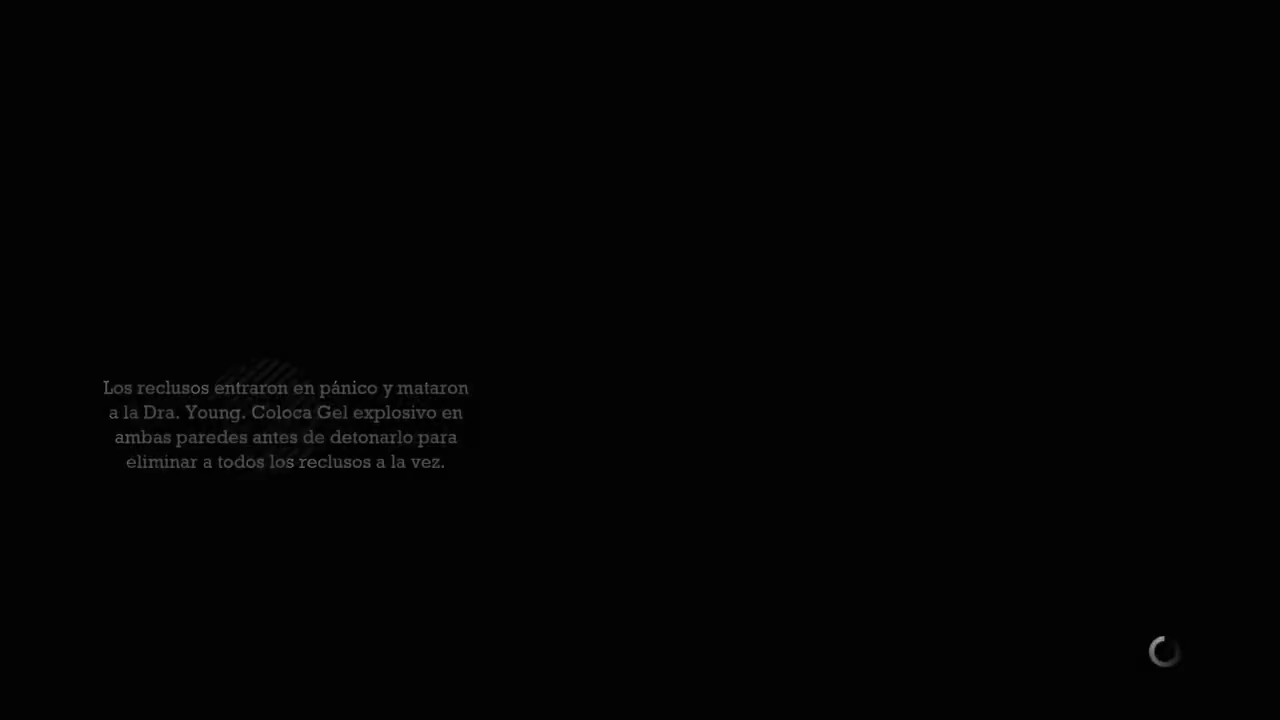 Los reclusos entraron en pánico y mataron
a la Dra. Young. Coloca Gel explosivo en
ambas paredes antes de detonarlo para
eliminar a todos los reclusos a la vez.